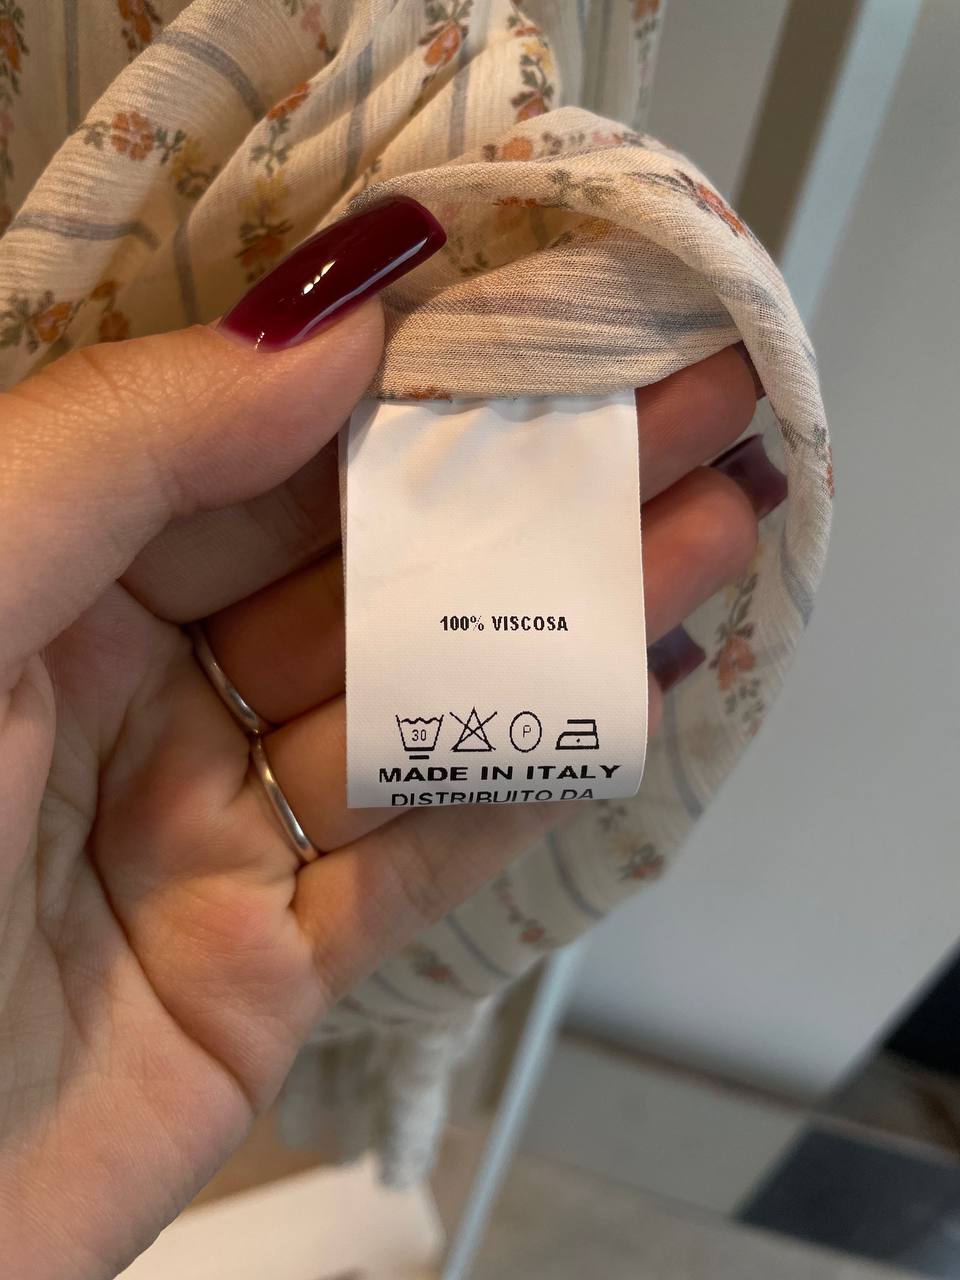 100% VISCOSA
30 P
MADE IN ITALY
DISTRIBUITO DA